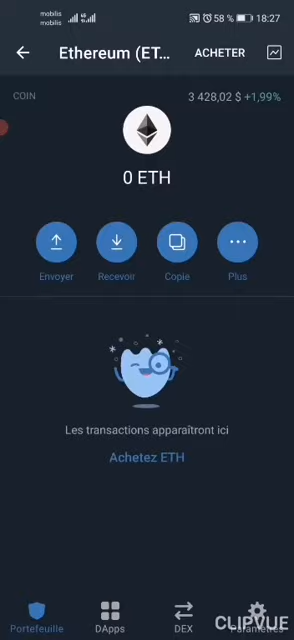 mobilis
mobilis
58 % 18:27
Ethereum (ET... ACHETER
COIN 3 428,02 $ +1,99%
0 ETH
Envoyer Recevoir Copie Plus
Les transactions apparaîtront ici
Achetez ETH
Portefeuille DApps DEX Paramètres
CLIPVUE